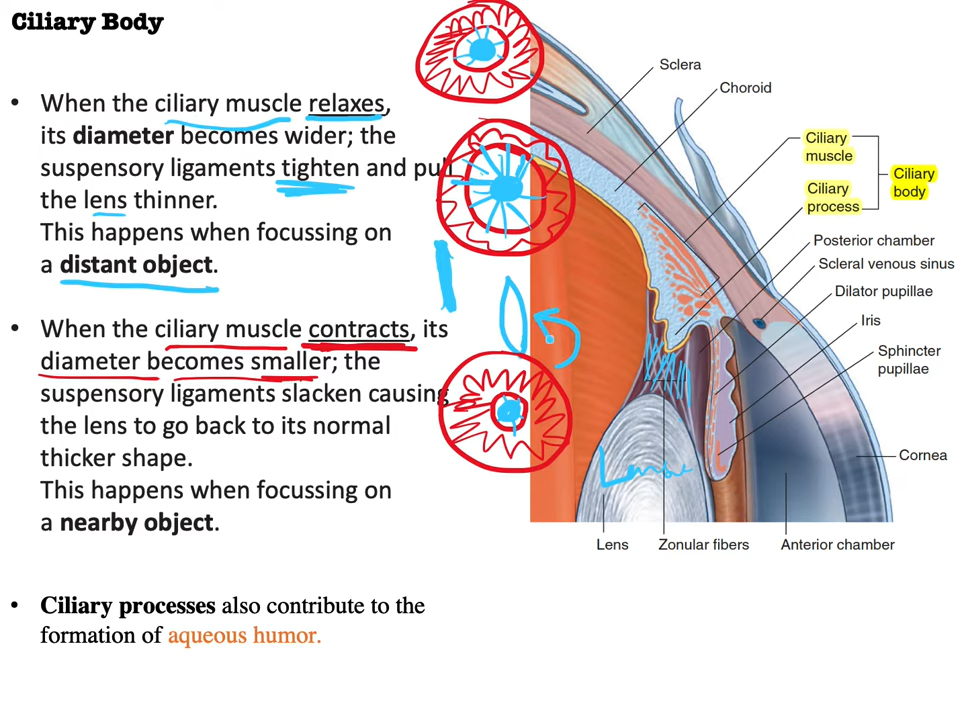 Ciliary Body
• When the ciliary muscle relaxes,
its diameter becomes wider; the
suspensory ligaments tighten and pull
the lens thinner.
This happens when focussing on
a distant object.
• When the ciliary muscle contracts, its
diameter becomes smaller; the
suspensory ligaments slacken causing
the lens to go back to its normal
thicker shape.
This happens when focussing on
a nearby object.
• Ciliary processes also contribute to the
formation of aqueous humor.
Sclera
Choroid
Ciliary
muscle
Ciliary
process
Ciliary
body
Posterior chamber
Scleral venous sinus
Dilator pupillae
Iris
Sphincter
pupillae
Cornea
Lens
Zonular fibers
Anterior chamber